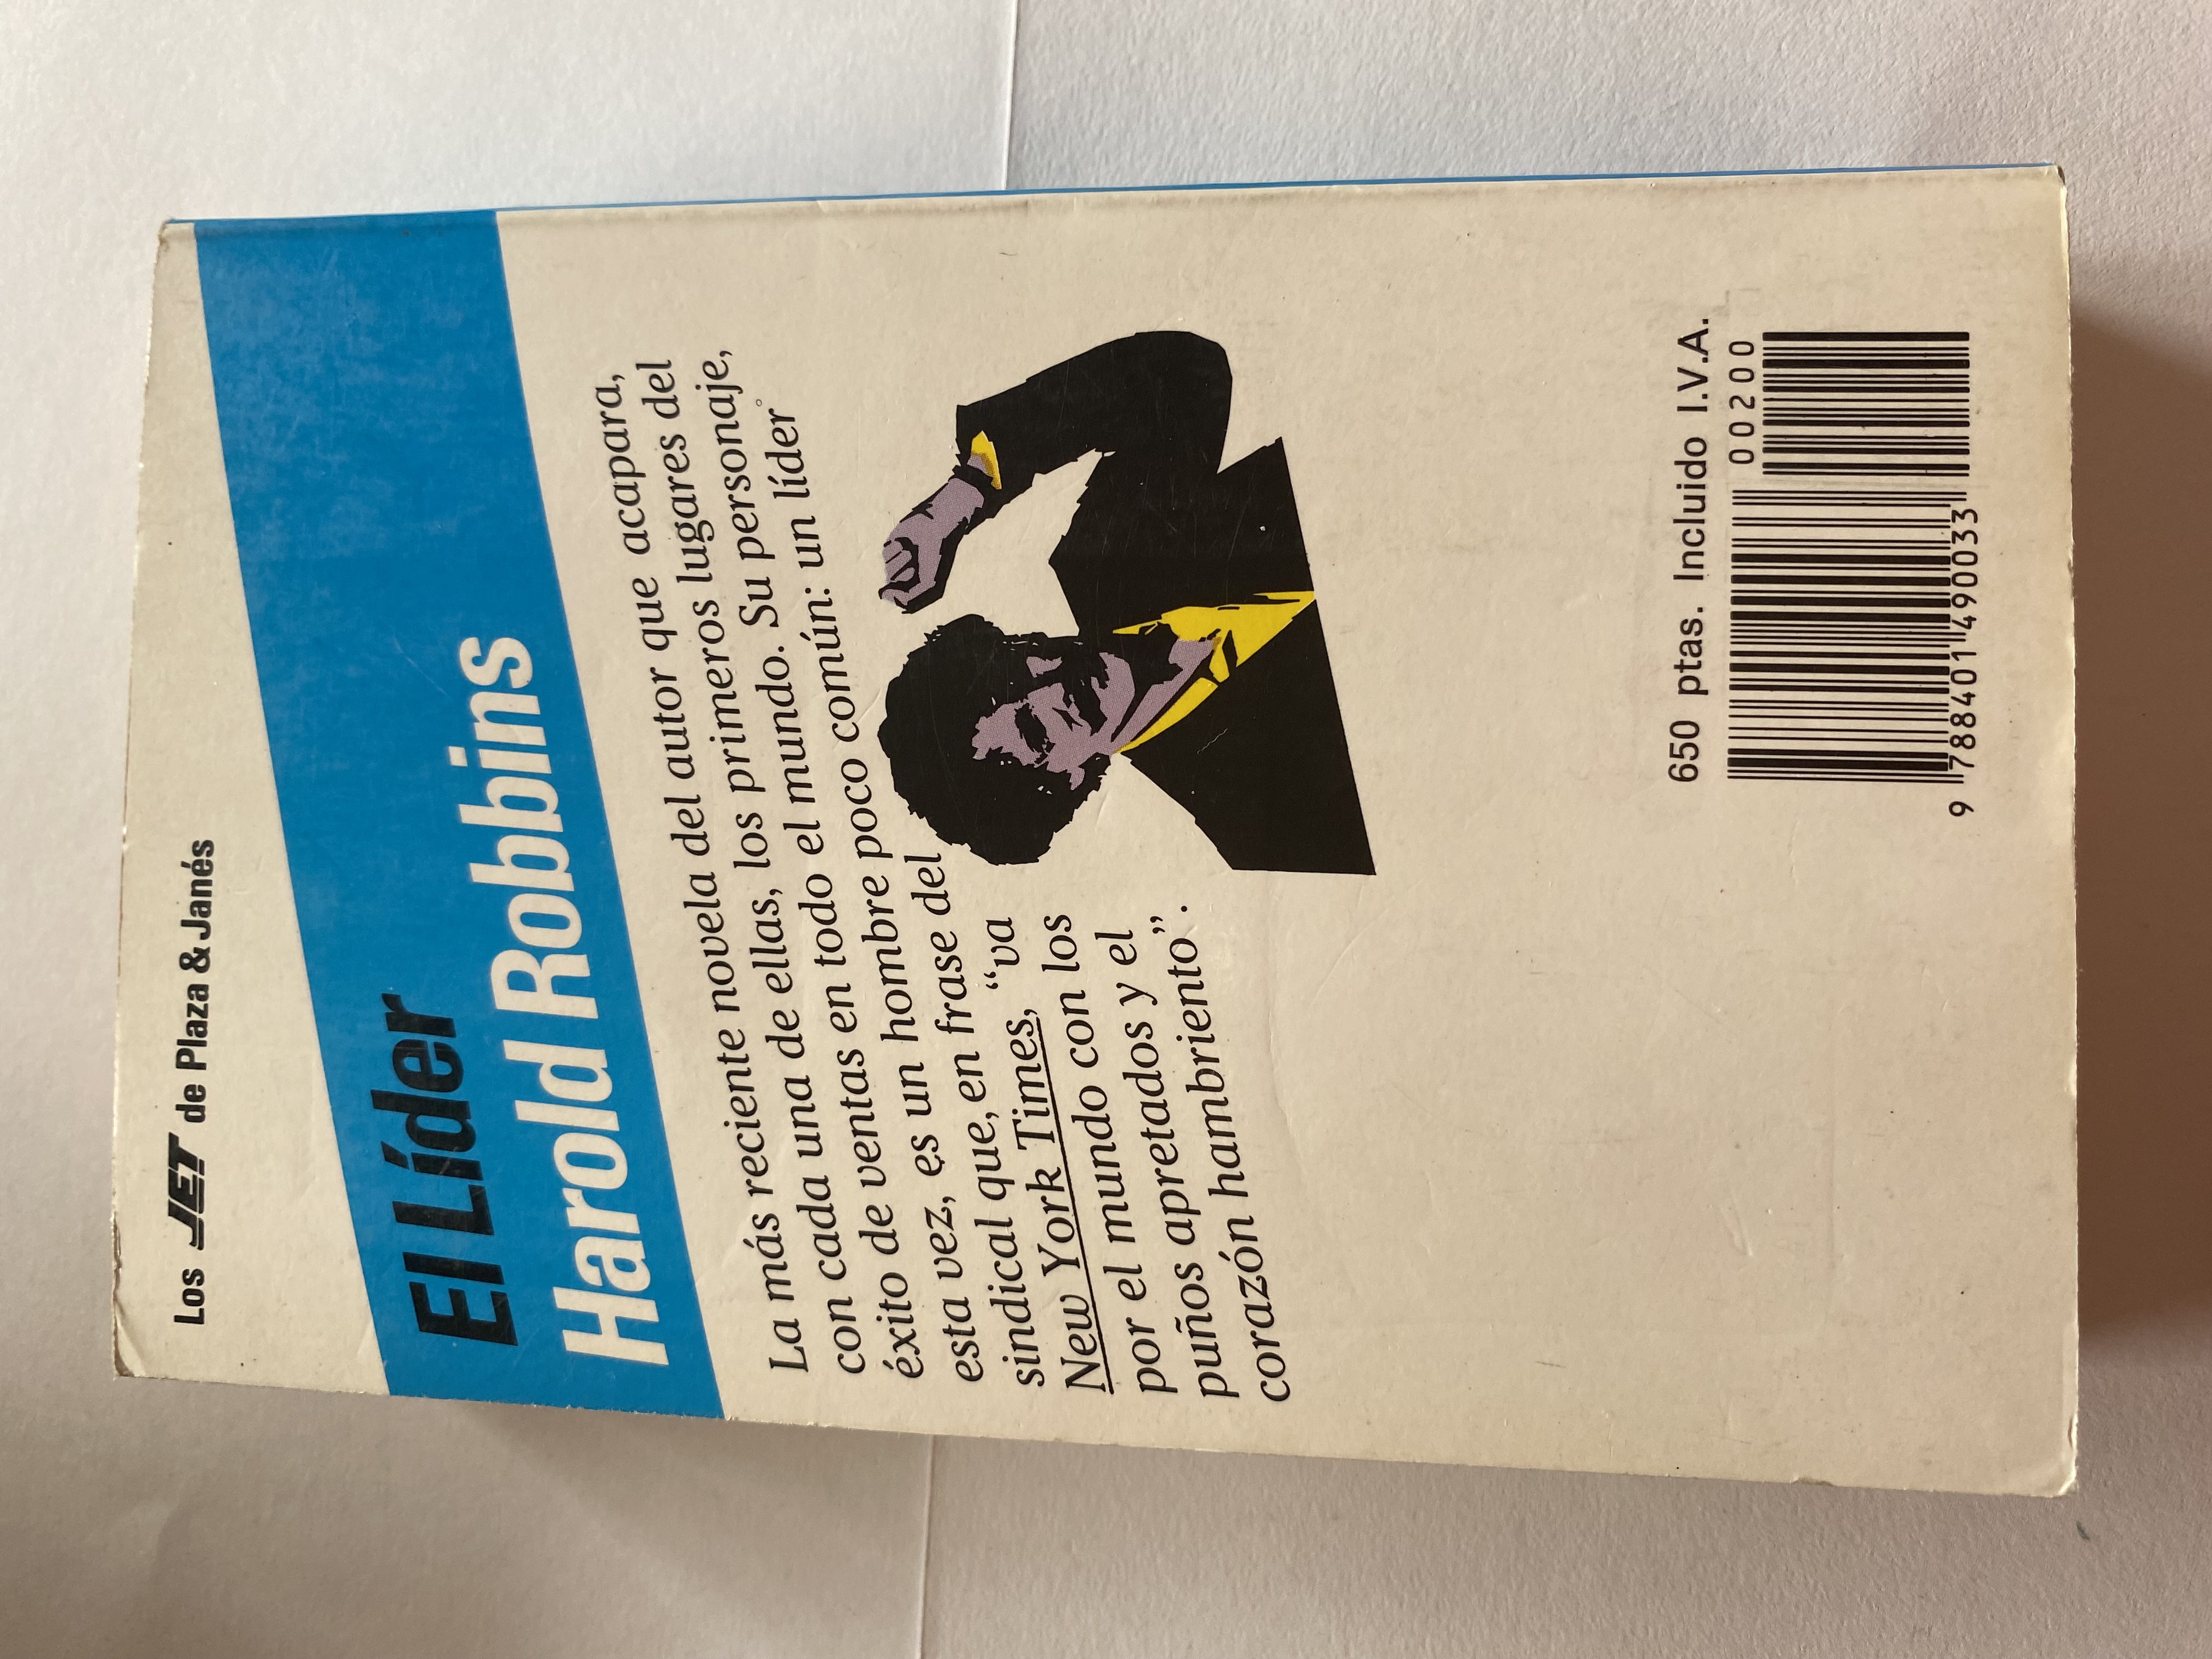 Los JET de Plaza & Janés
El Líder
Harold Robbins
La más reciente novela del autor que acapara,
con cada una de ellas, los primeros lugares del
éxito de ventas en todo el mundo. Su personaje,
esta vez, es un hombre poco común: un líder
sindical que, en frase del
New York Times, “va
por el mundo con los
puños apretados y el
corazón hambriento”.
650 ptas. Incluido I.V.A.
00200
9 788401 490033